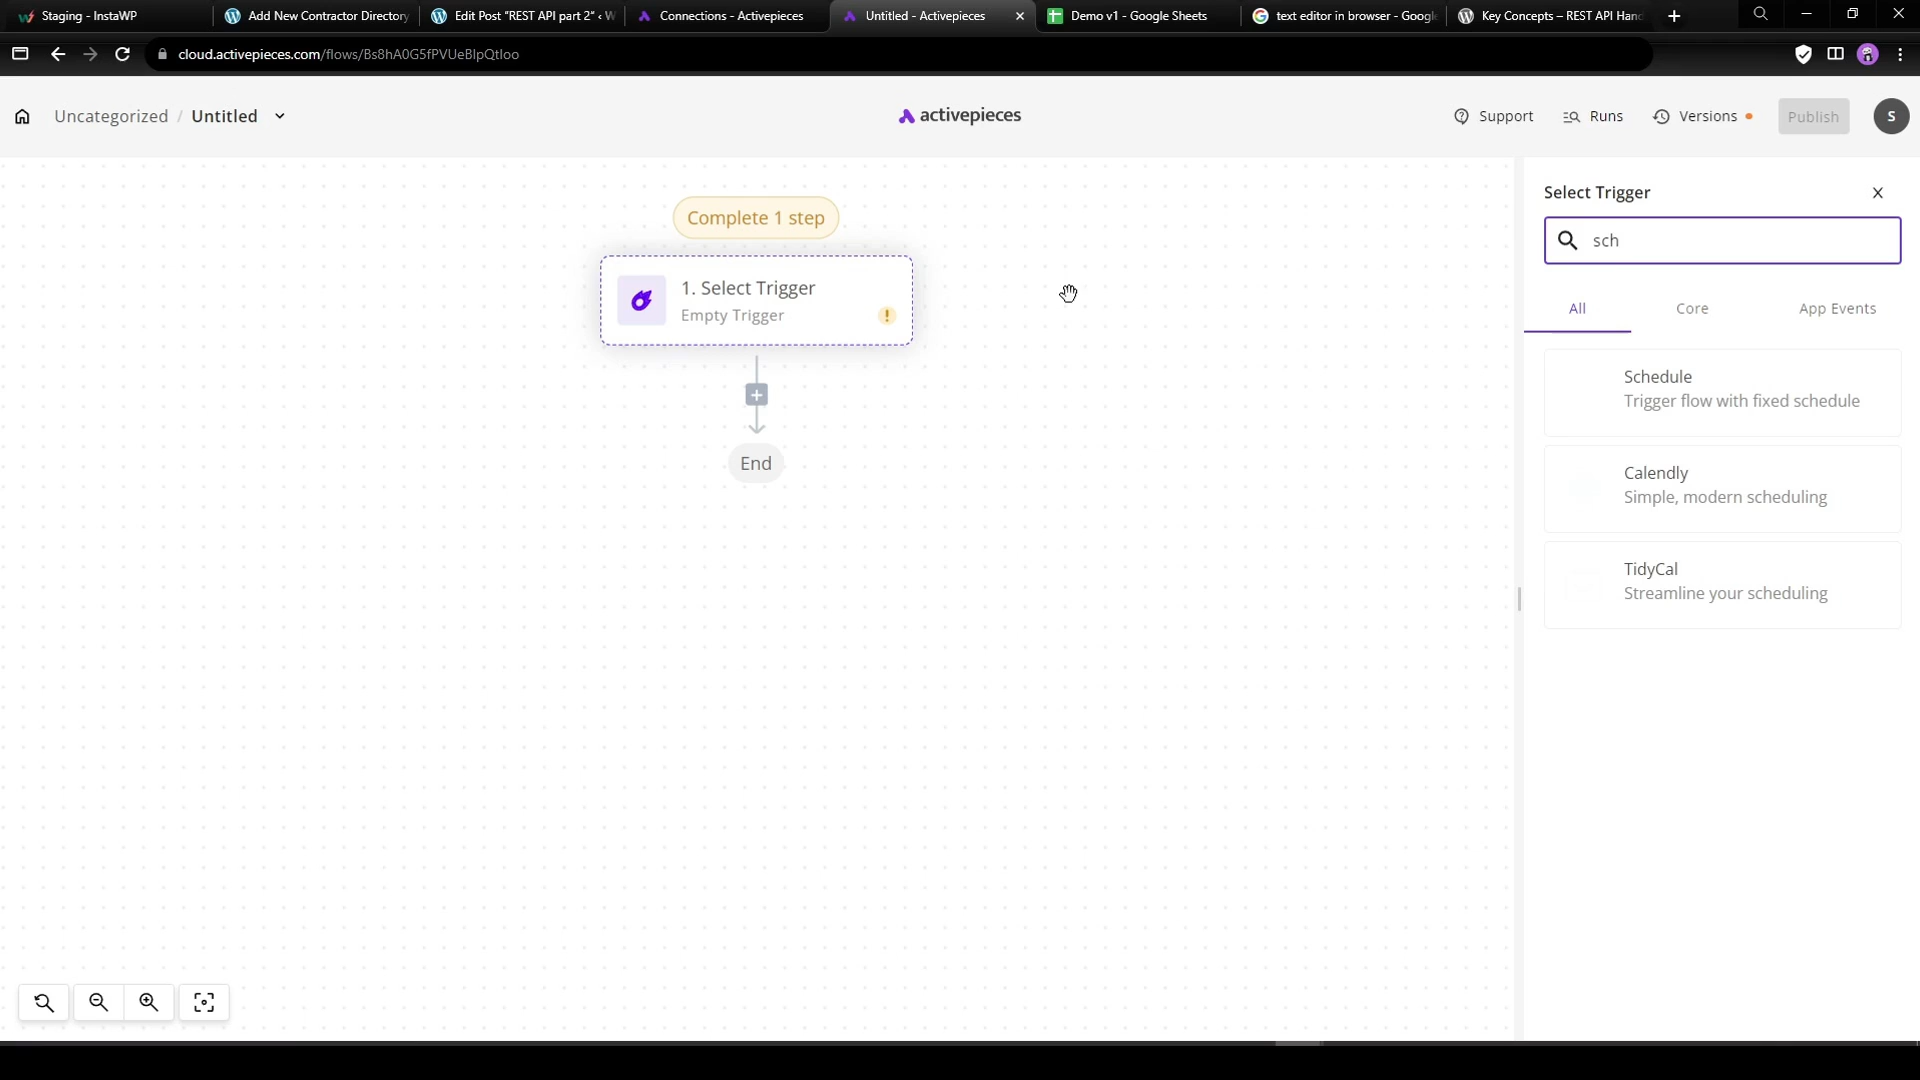 Staging - InstaWP
Add New Contractor Directory
Edit Post "REST API part 2" ‹ W
Connections - Activepieces
Untitled - Activepieces
Demo v1 - Google Sheets
text editor in browser - Googl
Key Concepts – REST API Hand
cloud.activepieces.com/flows/Bs8hA0G5fPVUeBlpQtloo
Uncategorized / Untitled
activepieces
Support
Runs
Versions
Publish
S
Complete 1 step
1. Select Trigger
Empty Trigger
End
Select Trigger
sch
All
Core
App Events
Schedule
Trigger flow with fixed schedule
Calendly
Simple, modern scheduling
TidyCal
Streamline your scheduling